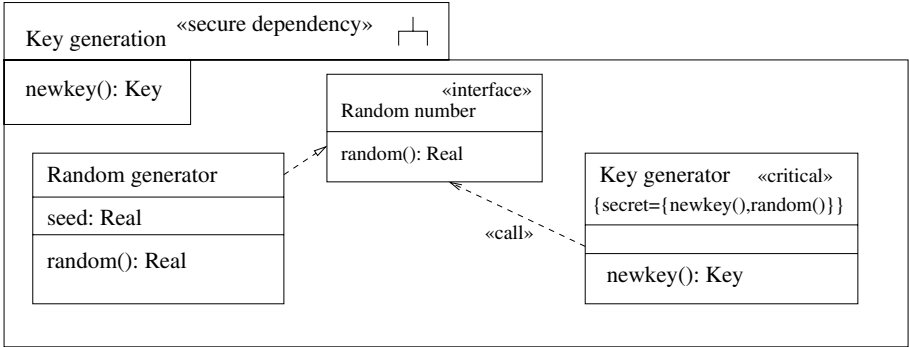 Key generation «secure dependency»
newkey(): Key
«interface»
Random number
random(): Real
Random generator
seed: Real
random(): Real
«call»
Key generator «critical»
{secret={newkey(),random()}}
newkey(): Key